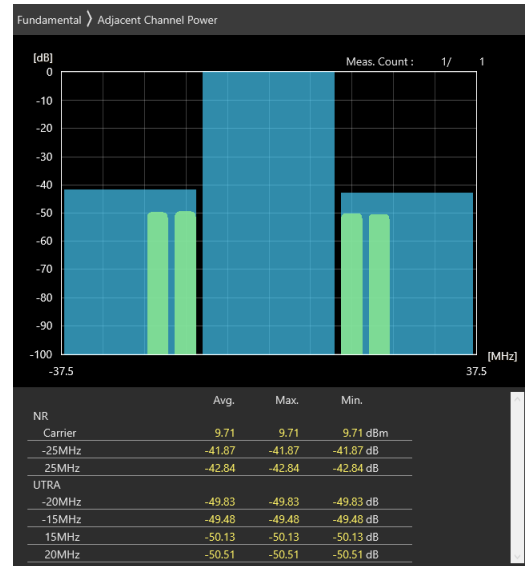 Fundamental 〉 Adjacent Channel Power
[dB]
Meas. Count : 1/ 1
0
-10
-20
-30
-40
-50
-60
-70
-80
-90
-100
[MHz]
-37.5 37.5
Avg. Max. Min.
NR
Carrier 9.71 9.71 9.71 dBm
-25MHz -41.87 -41.87 -41.87 dB
25MHz -42.84 -42.84 -42.84 dB
UTRA
-20MHz -49.83 -49.83 -49.83 dB
-15MHz -49.48 -49.48 -49.48 dB
15MHz -50.13 -50.13 -50.13 dB
20MHz -50.51 -50.51 -50.51 dB